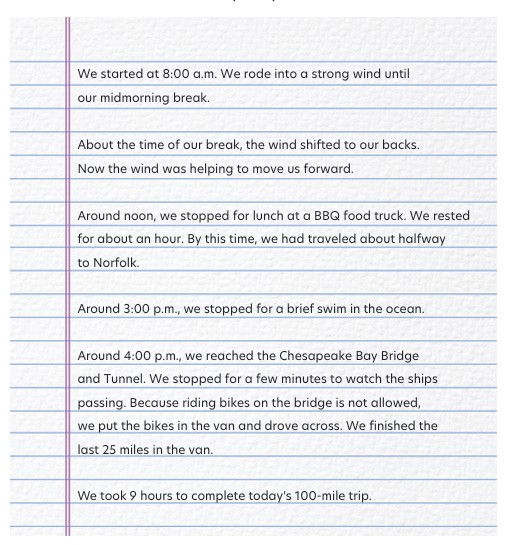 We started at 8:00 a.m. We rode into a strong wind until
our midmorning break.
About the time of our break, the wind shifted to our backs.
Now the wind was helping to move us forward.
Around noon, we stopped for lunch at a BBQ food truck. We rested
for about an hour. By this time, we had traveled about halfway
to Norfolk.
Around 3:00 p.m., we stopped for a brief swim in the ocean.
Around 4:00 p.m., we reached the Chesapeake Bay Bridge
and Tunnel. We stopped for a few minutes to watch the ships
passing. Because riding bikes on the bridge is not allowed,
we put the bikes in the van and drove across. We finished the
last 25 miles in the van.
We took 9 hours to complete today's 100-mile trip.